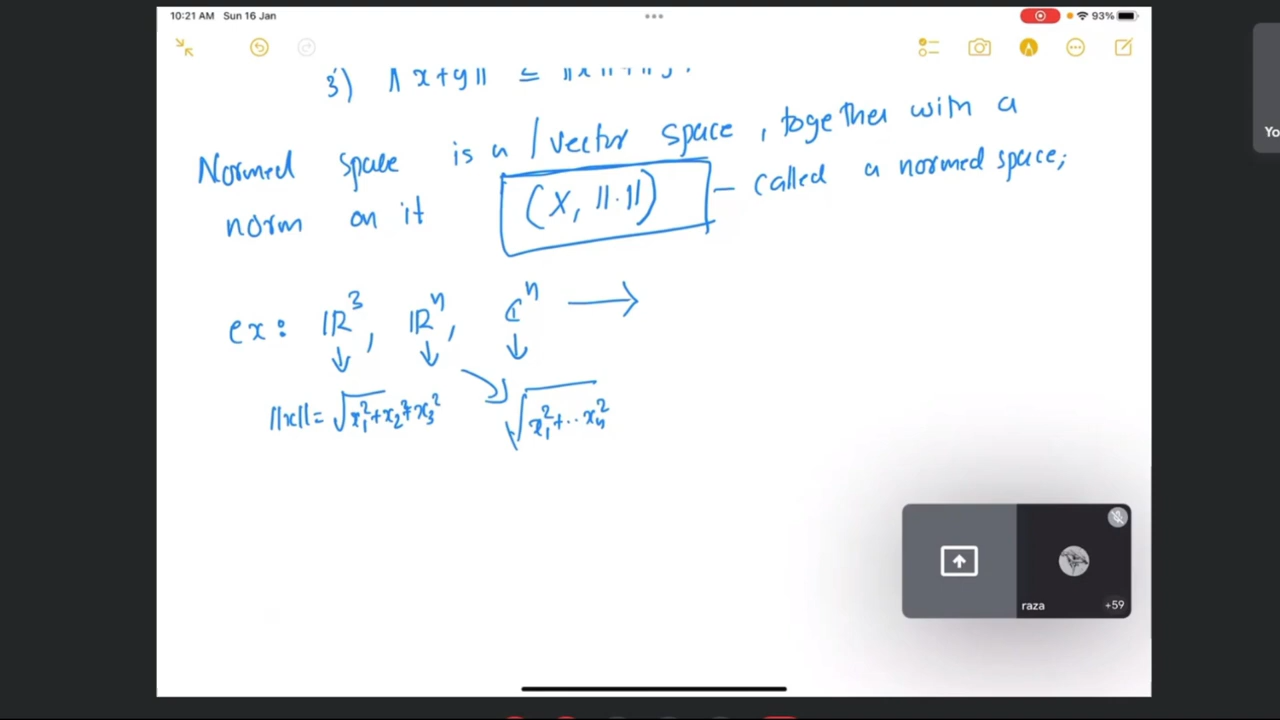 10:21 AM Sun 16 Jan
93%
3) ||x+y|| ≤ ||x||+||y||.
Normed space is a vector space, together with a
norm on it (X, ||·||) – called a normed space;
ex: ℝ³, ℝⁿ, ℂⁿ →
↓ ↓ ↓
||x|| = √x₁²+x₂²+x₃² √x₁²+..xₙ²
Yo
raza +59